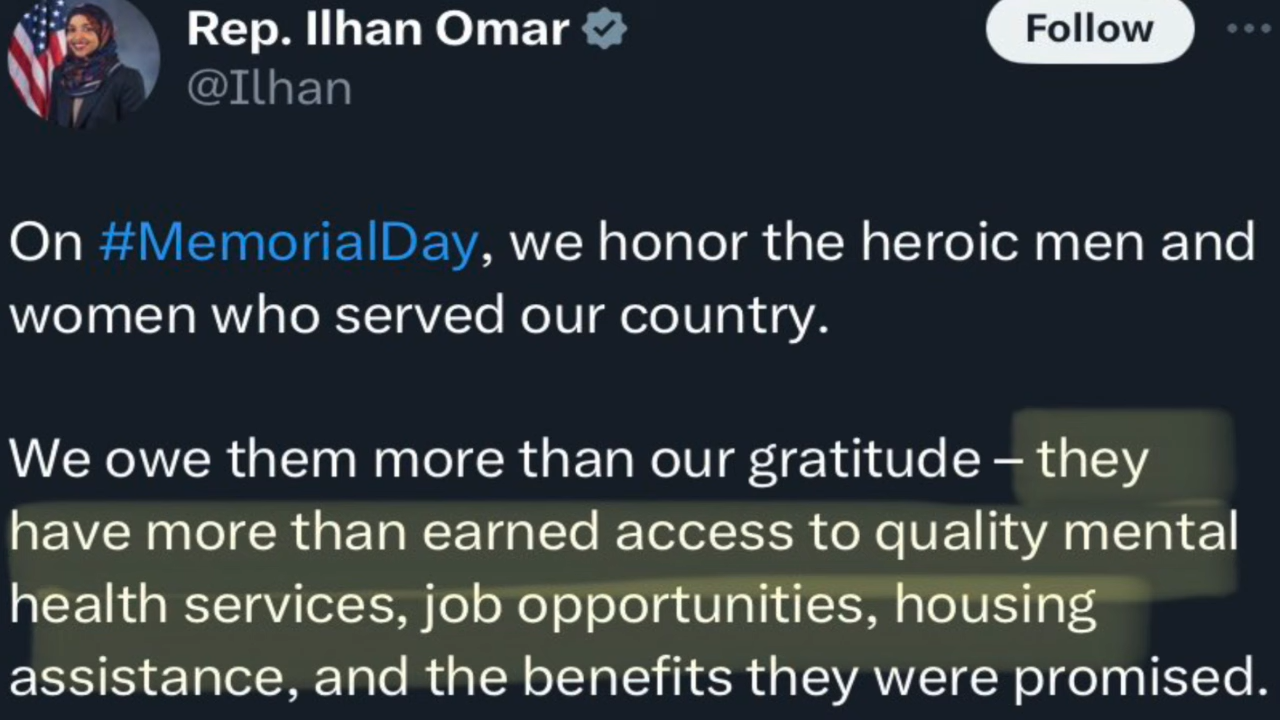 Rep. Ilhan Omar
Follow
@Ilhan
On #MemorialDay, we honor the heroic men and
women who served our country.
We owe them more than our gratitude – they
have more than earned access to quality mental
health services, job opportunities, housing
assistance, and the benefits they were promised.